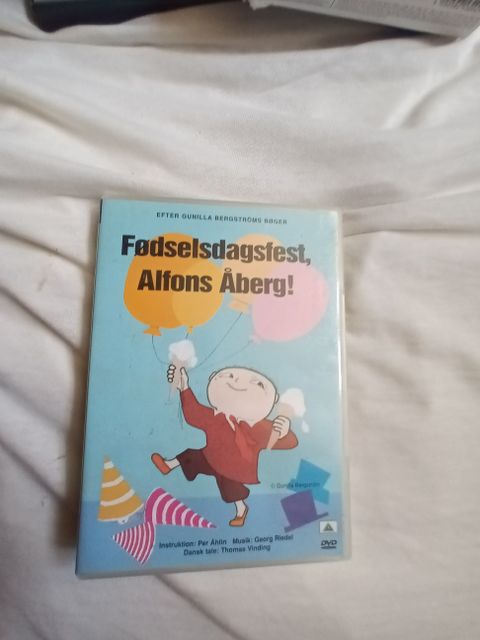 EFTER GUNILLA BERGSTRÖMS BØGER
Fødselsdagsfest,
Alfons Åberg!
© Gunilla Bergström
Instruktion: Per Åhlin Musik: Georg Riedel
Dansk tale: Thomas Vinding
DVD